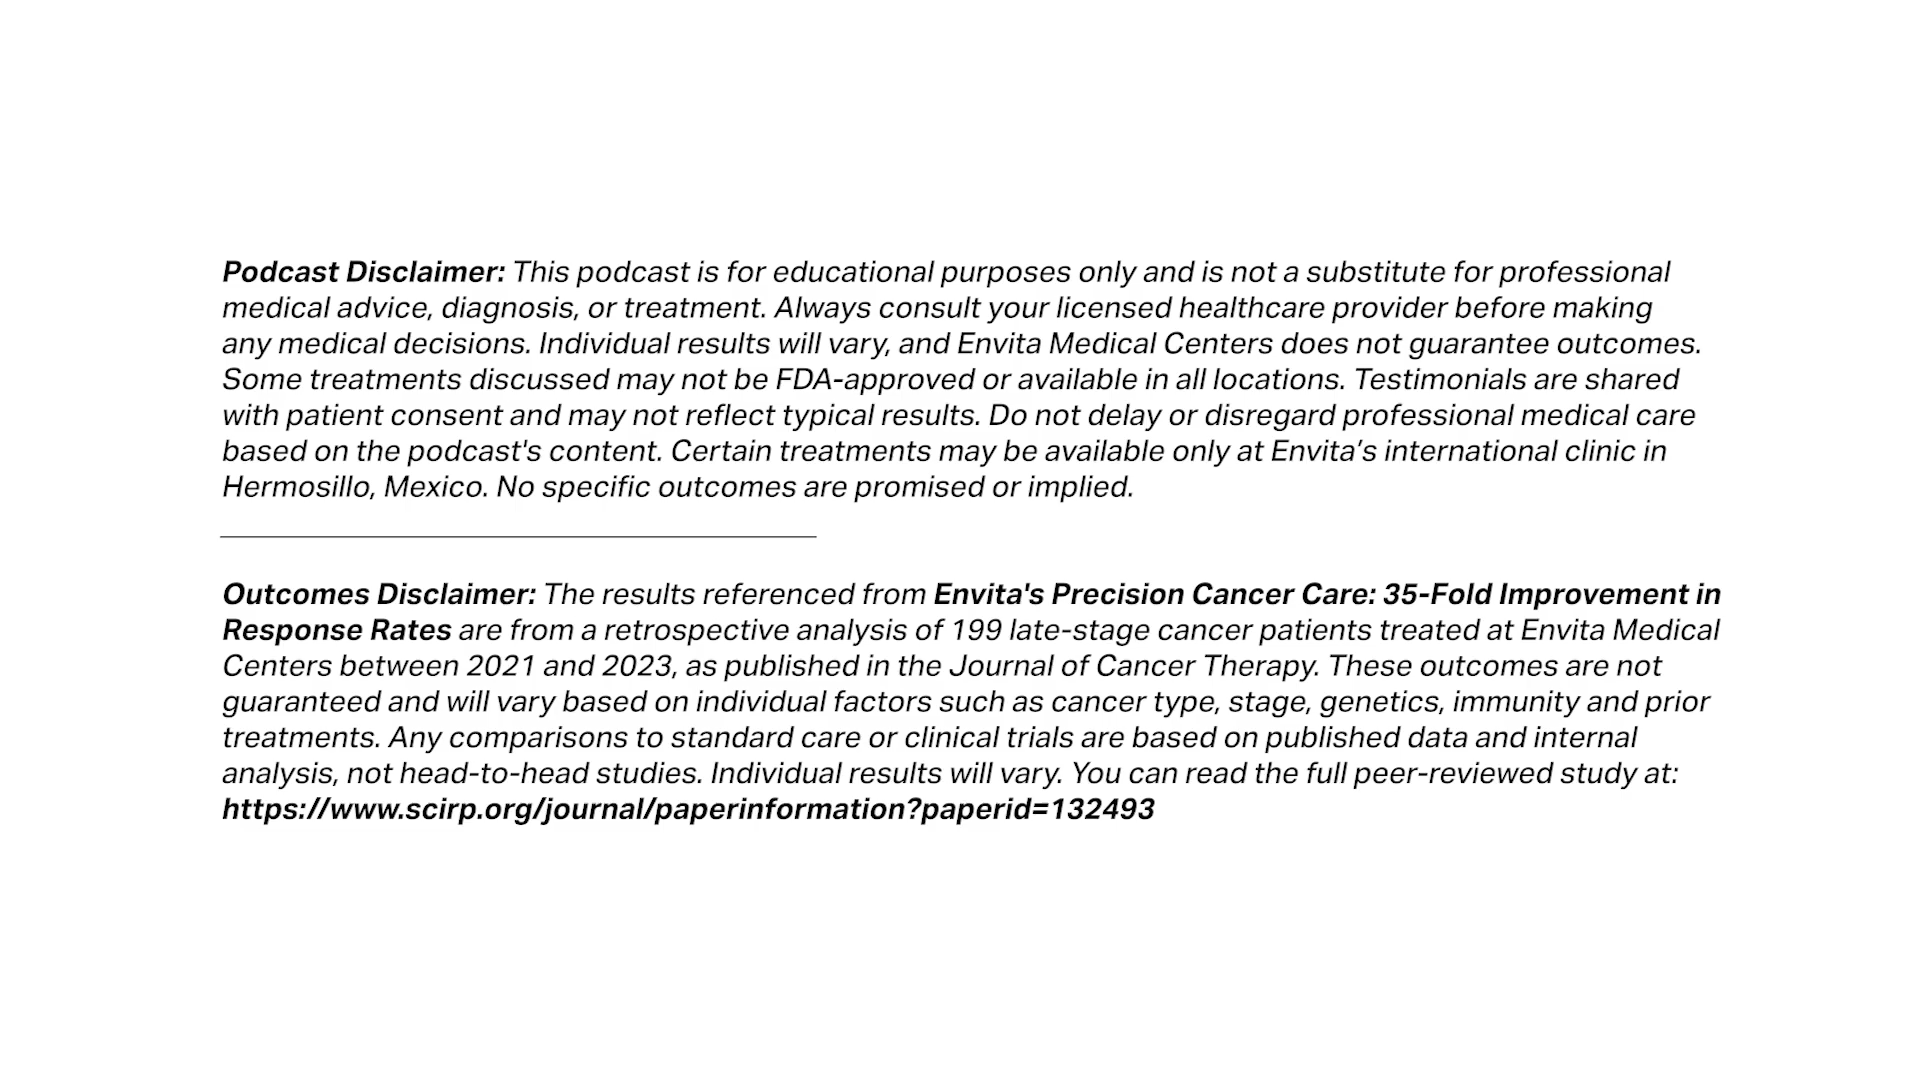 Podcast Disclaimer: This podcast is for educational purposes only and is not a substitute for professional
medical advice, diagnosis, or treatment. Always consult your licensed healthcare provider before making
any medical decisions. Individual results will vary, and Envita Medical Centers does not guarantee outcomes.
Some treatments discussed may not be FDA-approved or available in all locations. Testimonials are shared
with patient consent and may not reflect typical results. Do not delay or disregard professional medical care
based on the podcast's content. Certain treatments may be available only at Envita’s international clinic in
Hermosillo, Mexico. No specific outcomes are promised or implied.
Outcomes Disclaimer: The results referenced from Envita's Precision Cancer Care: 35-Fold Improvement in
Response Rates are from a retrospective analysis of 199 late-stage cancer patients treated at Envita Medical
Centers between 2021 and 2023, as published in the Journal of Cancer Therapy. These outcomes are not
guaranteed and will vary based on individual factors such as cancer type, stage, genetics, immunity and prior
treatments. Any comparisons to standard care or clinical trials are based on published data and internal
analysis, not head-to-head studies. Individual results will vary. You can read the full peer-reviewed study at:
https://www.scirp.org/journal/paperinformation?paperid=132493